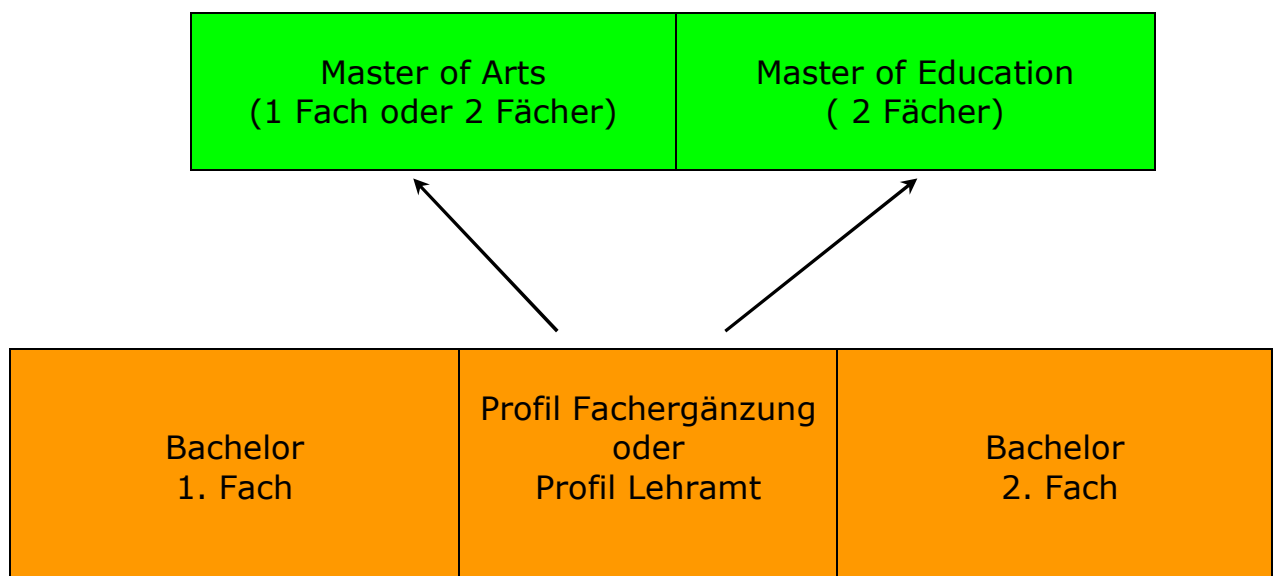 Master of Arts
(1 Fach oder 2 Fächer)
Master of Education
( 2 Fächer)
Bachelor
1. Fach
Profil Fachergänzung
oder
Profil Lehramt
Bachelor
2. Fach